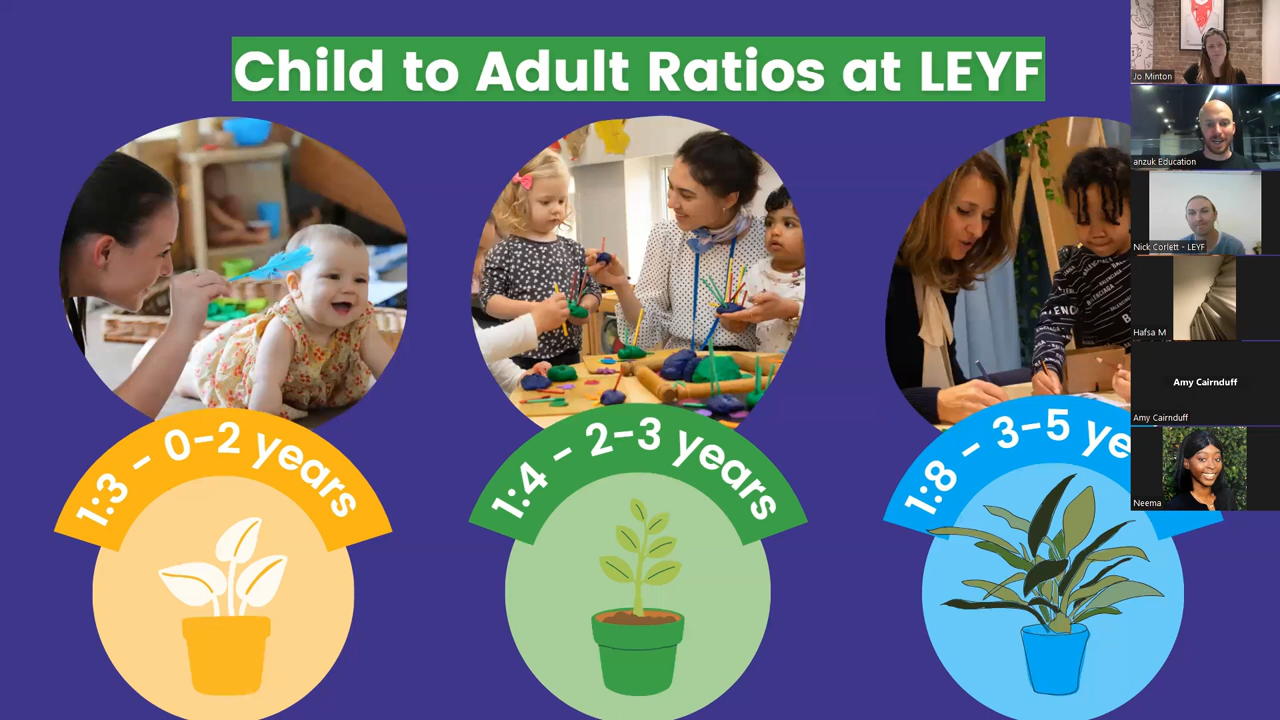 Child to Adult Ratios at LEYF
1:3 - 0-2 years
1:4 - 2-3 years
1:8 - 3-5 ye
Jo Minton
anzuk Education
Nick Corlett - LEYF
Hafsa M
Amy Cairnduff
Amy Cairnduff
Neema